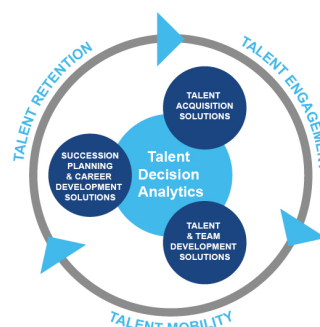 TALENT RETENTION
TALENT ENGAGEMENT
TALENT
ACQUISITION
SOLUTIONS
SUCCESSION
PLANNING
& CAREER
DEVELOPMENT
SOLUTIONS
Talent
Decision
Analytics
TALENT
& TEAM
DEVELOPMENT
SOLUTIONS
TALENT MOBILITY